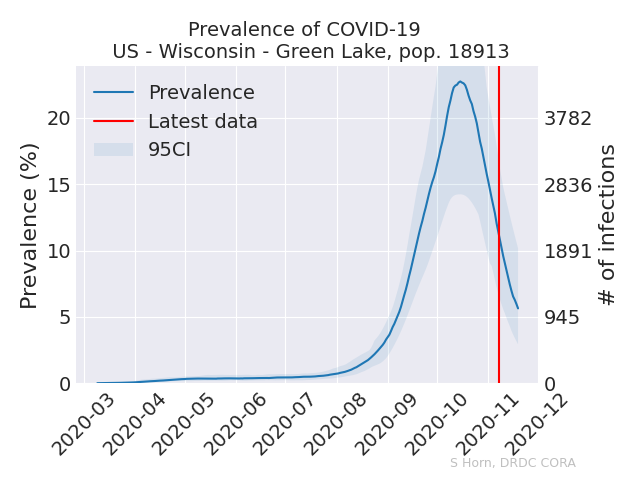 Prevalence of COVID-19
US - Wisconsin - Green Lake, pop. 18913
Prevalence
Latest data
95CI
Prevalence (%)
20
15
10
5
0
3782
2836
1891
945
0
# of infections
2020-03
2020-04
2020-05
2020-06
2020-07
2020-08
2020-09
2020-10
2020-11
2020-12
S Horn, DRDC CORA